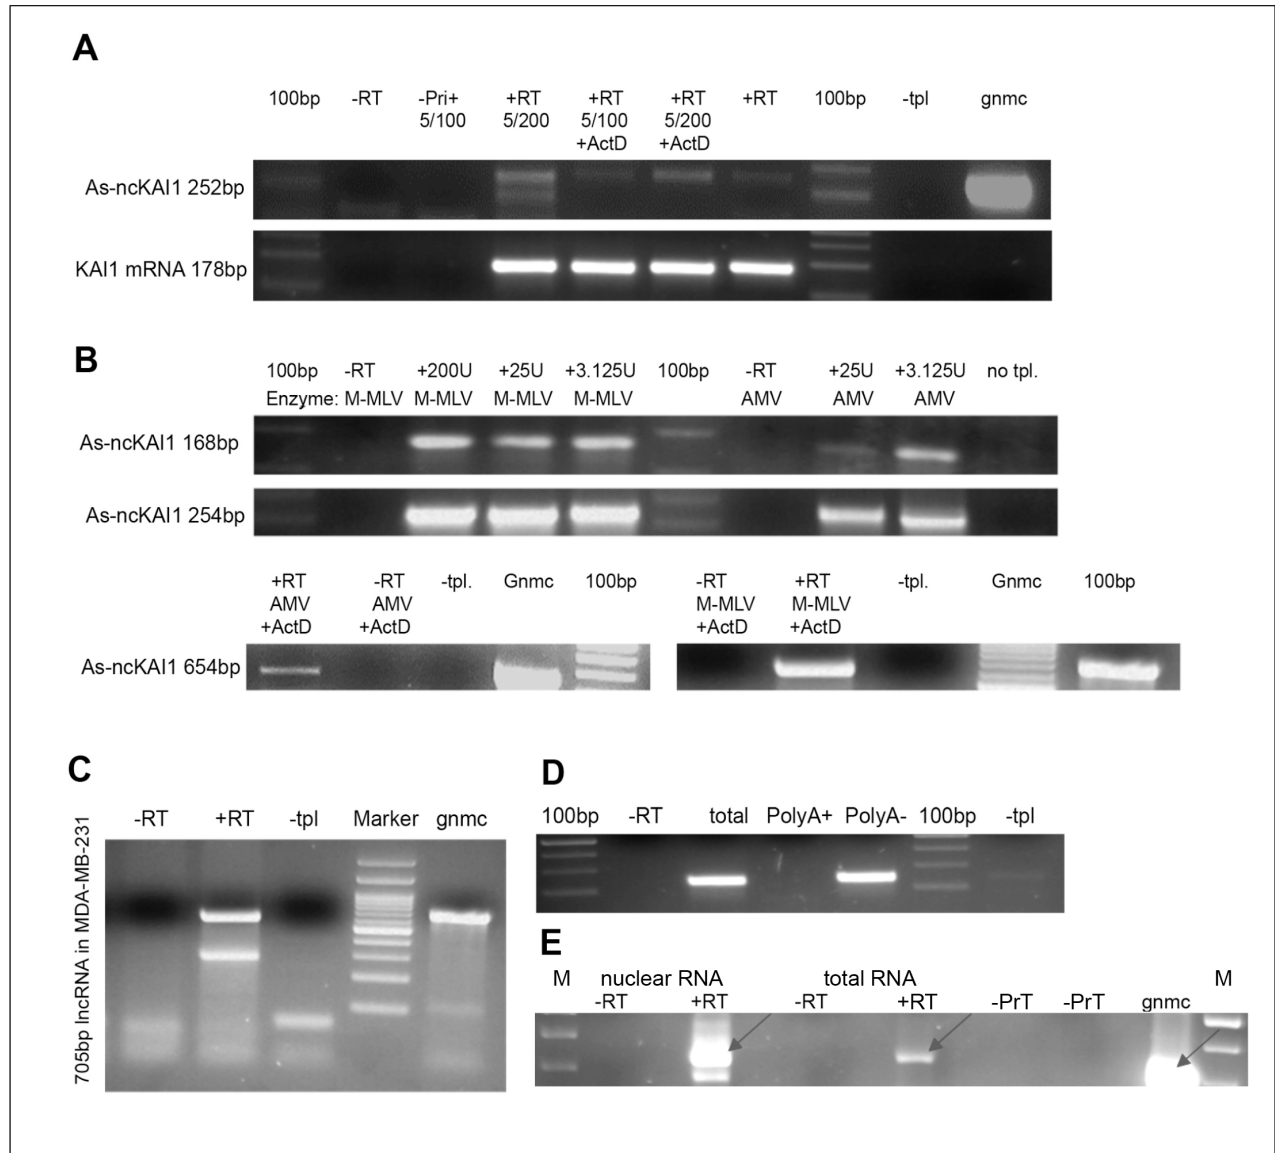 A
100bp -RT -Pri+ +RT +RT +RT +RT 100bp -tpl gnmc
5/100 5/200 5/100 5/200
+ActD +ActD
As-ncKAI1 252bp
KAI1 mRNA 178bp
B
100bp -RT +200U +25U +3.125U 100bp -RT +25U +3.125U no tpl.
Enzyme: M-MLV M-MLV M-MLV M-MLV AMV AMV AMV
As-ncKAI1 168bp
As-ncKAI1 254bp
+RT -RT -tpl. Gnmc 100bp -RT +RT -tpl. Gnmc 100bp
AMV AMV M-MLV M-MLV
+ActD +ActD +ActD +ActD
As-ncKAI1 654bp
C
-RT +RT -tpl Marker gnmc
705bp lncRNA in MDA-MB-231
D
100bp -RT total PolyA+ PolyA- 100bp -tpl
E
M nuclear RNA total RNA M
-RT +RT -RT +RT -PrT -PrT gnmc